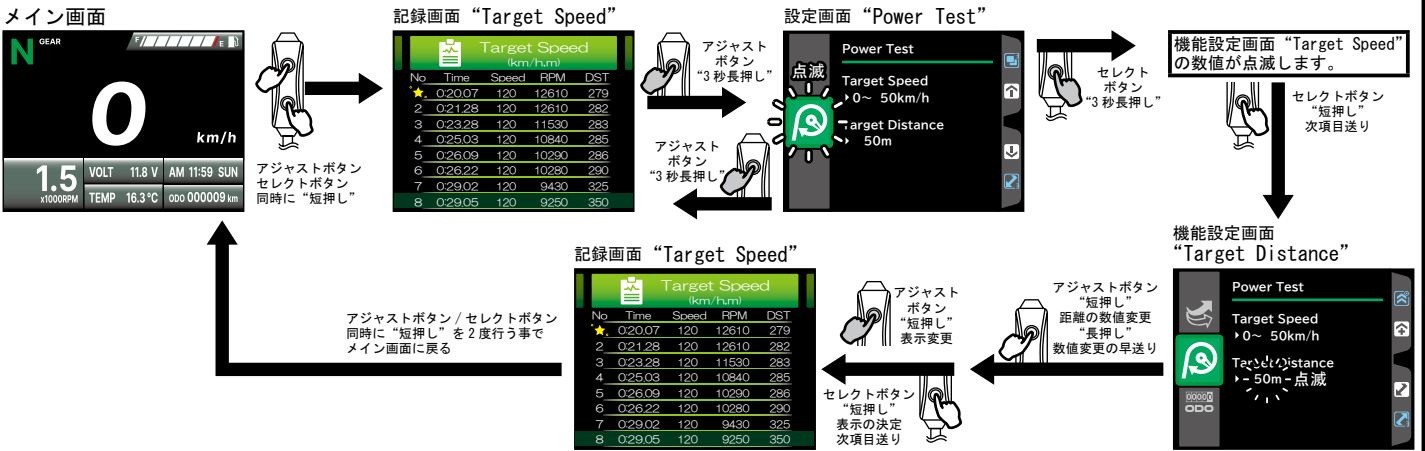 メイン画面
N GEAR
F E
0
km/h
1.5
x1000RPM
VOLT 11.8 V
AM 11:59 SUN
TEMP 16.3℃
ODO 000009 km
アジャストボタン
セレクトボタン
同時に“短押し”
記録画面 “Target Speed”
Target Speed
(km/h,m)
No Time Speed RPM DST
0:20.07 120 12610 279
2 0:21.28 120 12610 282
3 0:23.28 120 11530 283
4 0:25.03 120 10840 285
5 0:26.09 120 10290 286
6 0:26.22 120 10280 290
7 0:29.02 120 9430 325
8 0:29.05 120 9250 350
アジャスト
ボタン
“3秒長押し”
アジャスト
ボタン
“3秒長押し”
設定画面 “Power Test”
点滅
Power Test
Target Speed
0~ 50km/h
Target Distance
50m
セレクト
ボタン
“3秒長押し”
機能設定画面 “Target Speed”
の数値が点滅します。
セレクトボタン
“短押し”
次項目送り
機能設定画面
“Target Distance”
Power Test
Target Speed
0~ 50km/h
Target Distance
50m
点滅
00000
ODO
アジャストボタン
“短押し”
距離の数値変更
“長押し”
数値変更の早送り
アジャスト
ボタン
“短押し”
表示変更
セレクトボタン
“短押し”
表示の決定
次項目送り
記録画面 “Target Speed”
Target Speed
(km/h,m)
No Time Speed RPM DST
0:20.07 120 12610 279
2 0:21.28 120 12610 282
3 0:23.28 120 11530 283
4 0:25.03 120 10840 285
5 0:26.09 120 10290 286
6 0:26.22 120 10280 290
7 0:29.02 120 9430 325
8 0:29.05 120 9250 350
アジャストボタン / セレクトボタン
同時に“短押し”を2度行う事で
メイン画面に戻る